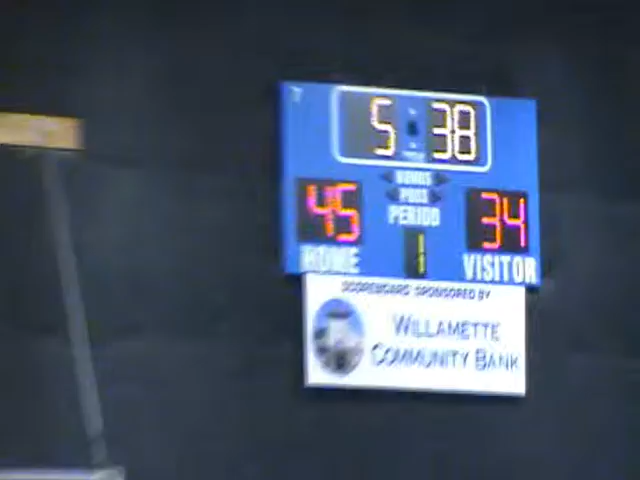 5:38
BONUS
POSS
PERIOD
45 1 34
HOME VISITOR
SCOREBOARD SPONSORED BY
WILLAMETTE
COMMUNITY BANK